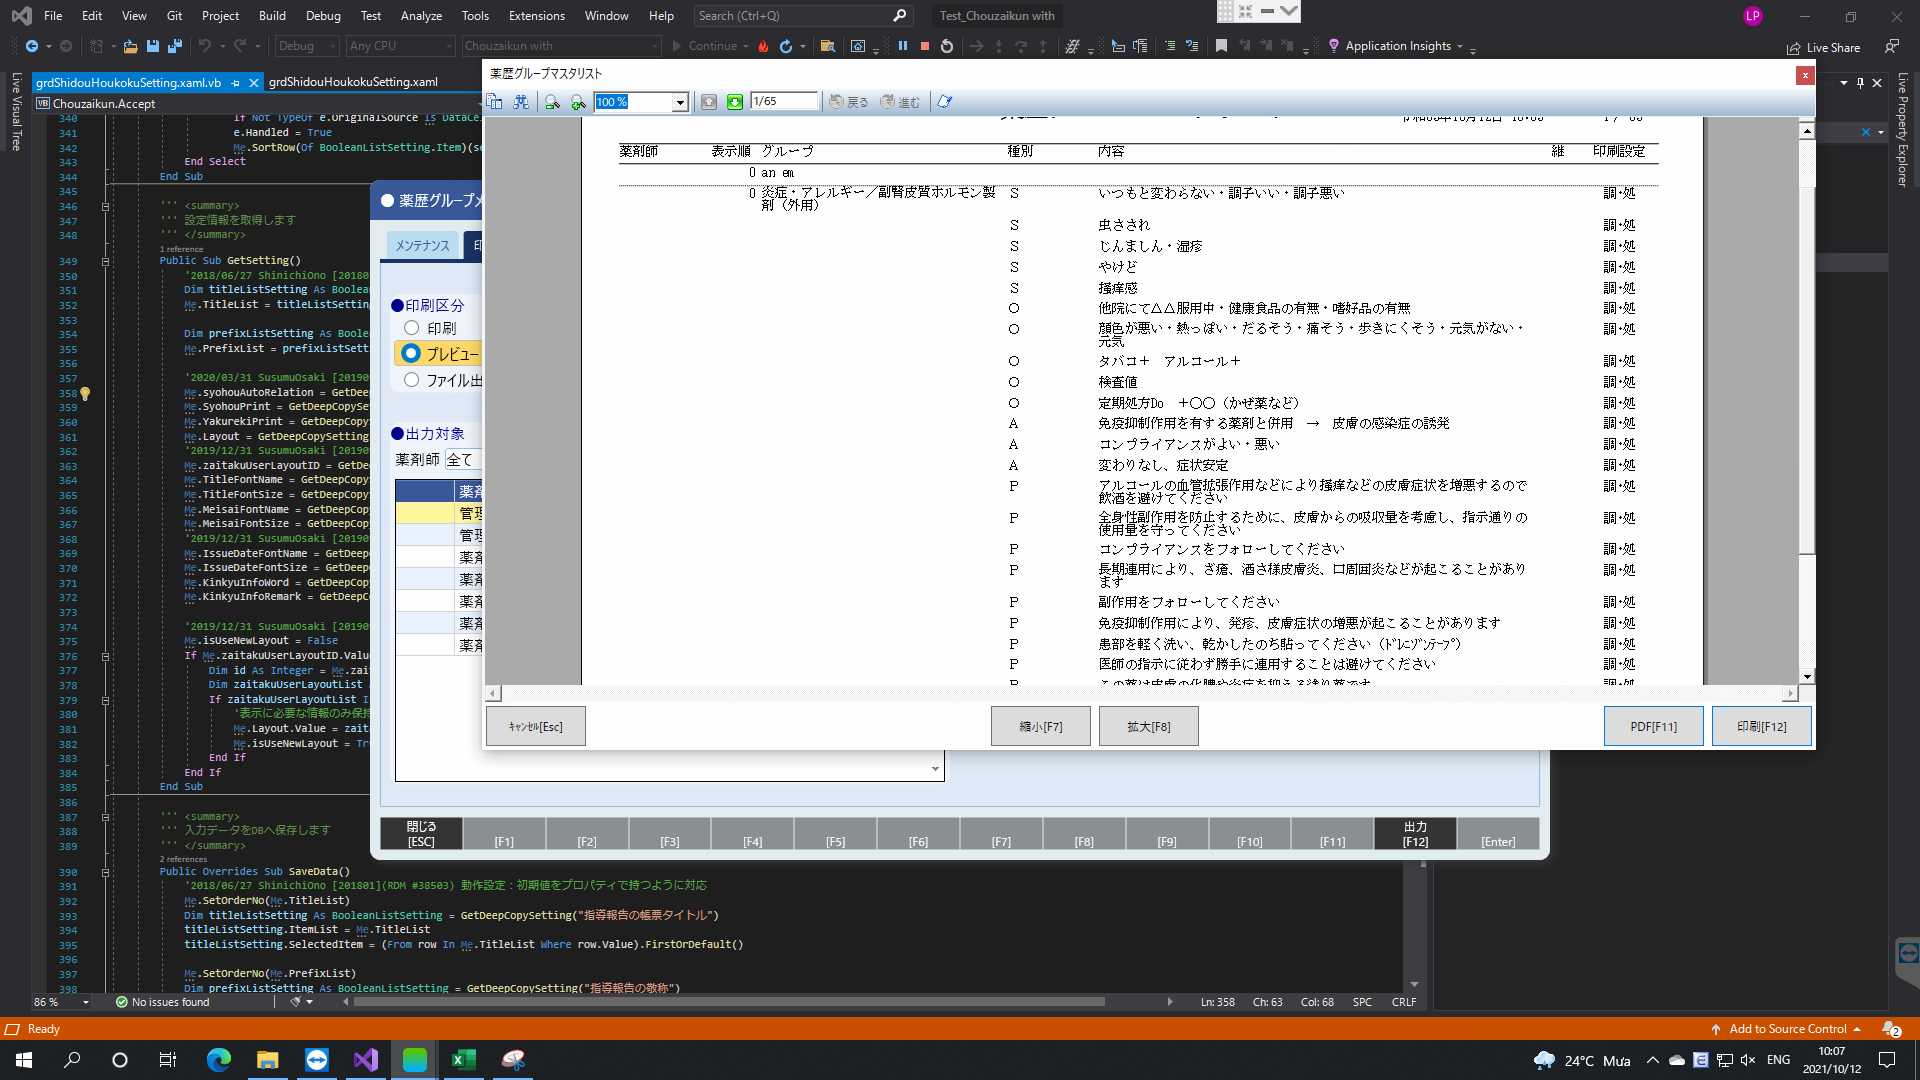 File Edit View Git Project Build Debug Test Analyze Tools Extensions Window Help Search (Ctrl+Q) Test_Chouzaikun with LP
Debug Any CPU Chouzaikun with Continue Application Insights Live Share
grdShidouHoukokuSetting.xaml.vb grdShidouHoukokuSetting.xaml
Chouzaikun.Accept
Live Visual Tree
Live Property Explorer
340 If Not TypeOf e.OriginalSource Is DataCel
341 e.Handled = True
342 Me.SortRow(Of BooleanListSetting.Item)(se
343 End Select
344 End Sub
345
346 ''' <summary>
347 ''' 設定情報を取得します
348 ''' </summary>
1 reference
349 Public Sub GetSetting()
350 '2018/06/27 ShinichiOno [20180
351 Dim titleListSetting As Boole
352 Me.TitleList = titleListSettin
353
354 Dim prefixListSetting As Boole
355 Me.PrefixList = prefixListSett
356
357 '2020/03/31 SusumuOsaki [20190
358 Me.syohouAutoRelation = GetDeep
359 Me.SyohouPrint = GetDeepCopySe
360 Me.YakurekiPrint = GetDeepCopy
361 Me.Layout = GetDeepCopySetting
362 '2019/12/31 SusumuOsaki [20190
363 Me.zaitakuUserLayoutID = GetDee
364 Me.TitleFontName = GetDeepCopy
365 Me.TitleFontSize = GetDeepCopy
366 Me.MeisaiFontName = GetDeepCop
367 Me.MeisaiFontSize = GetDeepCop
368 '2019/12/31 SusumuOsaki [20190
369 Me.IssueDateFontName = GetDeep
370 Me.IssueDateFontSize = GetDeep
371 Me.KinkyuInfoWord = GetDeepCop
372 Me.KinkyuInfoRemark = GetDeepC
373
374 '2019/12/31 SusumuOsaki [20190
375 Me.isUseNewLayout = False
376 If Me.zaitakuUserLayoutID.Valu
377 Dim id As Integer = Me.zai
378 Dim zaitakuUserLayoutList
379 If zaitakuUserLayoutList I
380 '表示に必要な情報のみ保持
381 Me.Layout.Value = zait
382 Me.isUseNewLayout = Tr
383 End If
384 End If
385 End Sub
386
387 ''' <summary>
388 ''' 入力データをDBへ保存します
389 ''' </summary>
2 references
390 Public Overrides Sub SaveData()
391 '2018/06/27 ShinichiOno [201801](RDM #38503) 動作設定：初期値をプロパティで持つように対応
392 Me.SetOrderNo(Me.TitleList)
393 Dim titleListSetting As BooleanListSetting = GetDeepCopySetting("指導報告の帳票タイトル")
394 titleListSetting.ItemList = Me.TitleList
395 titleListSetting.SelectedItem = (From row In Me.TitleList Where row.Value).FirstOrDefault()
396
397 Me.SetOrderNo(Me.PrefixList)
398 Dim prefixListSetting As BooleanListSetting = GetDeepCopySetting("指導報告の敬称")
86 % No issues found Ln: 358 Ch: 63 Col: 68 SPC CRLF
薬歴グループメ
メンテナンス 印
●印刷区分
印刷
プレビュー
ファイル出
●出力対象
薬剤師 全て
薬剤
管理
管理
薬剤
薬剤
薬剤
薬剤
薬剤
閉じる [ESC]
[F1] [F2] [F3] [F4] [F5] [F6] [F7] [F8] [F9] [F10] [F11]
出力 [F12]
[Enter]
薬歴グループマスタリスト
100 % 1/65 戻る 進む
薬剤師 表示順 グループ 種別 内容 継 印刷設定
0 an em
0 炎症・アレルギー／副腎皮質ホルモン製 S いつもと変わらない・調子いい・調子悪い 調・処
剤（外用）
S 虫さされ 調・処
S じんましん・湿疹 調・処
S やけど 調・処
S 掻痒感 調・処
O 他院にて△△服用中・健康食品の有無・嗜好品の有無 調・処
O 顔色が悪い・熱っぽい・だるそう・痛そう・歩きにくそう・元気がない・ 調・処
元気
O タバコ＋ アルコール＋ 調・処
O 検査値 調・処
O 定期処方Do ＋〇〇（かぜ薬など） 調・処
A 免疫抑制作用を有する薬剤と併用 → 皮膚の感染症の誘発 調・処
A コンプライアンスがよい・悪い 調・処
A 変わりなし、症状安定 調・処
P アルコールの血管拡張作用などにより掻痒などの皮膚症状を増悪するので 調・処
飲酒を避けてください
P 全身性副作用を防止するために、皮膚からの吸収量を考慮し、指示通りの 調・処
使用量を守ってください
P コンプライアンスをフォローしてください 調・処
P 長期連用により、ざ瘡、酒さ様皮膚炎、口周囲炎などが起こることがあり 調・処
ます
P 副作用をフォローしてください 調・処
P 免疫抑制作用により、発疹、皮膚症状の増悪が起こることがあります 調・処
P 患部を軽く洗い、乾かしたのち貼ってください（ﾄﾞﾚﾆｿﾞﾝﾃｰﾌﾟ） 調・処
P 医師の指示に従わず勝手に連用することは避けてください 調・処
ｷｬﾝｾﾙ[Esc] 縮小[F7] 拡大[F8] PDF[F11] 印刷[F12]
Ready Add to Source Control 2
24°C Mưa ENG 10:07
2021/10/12